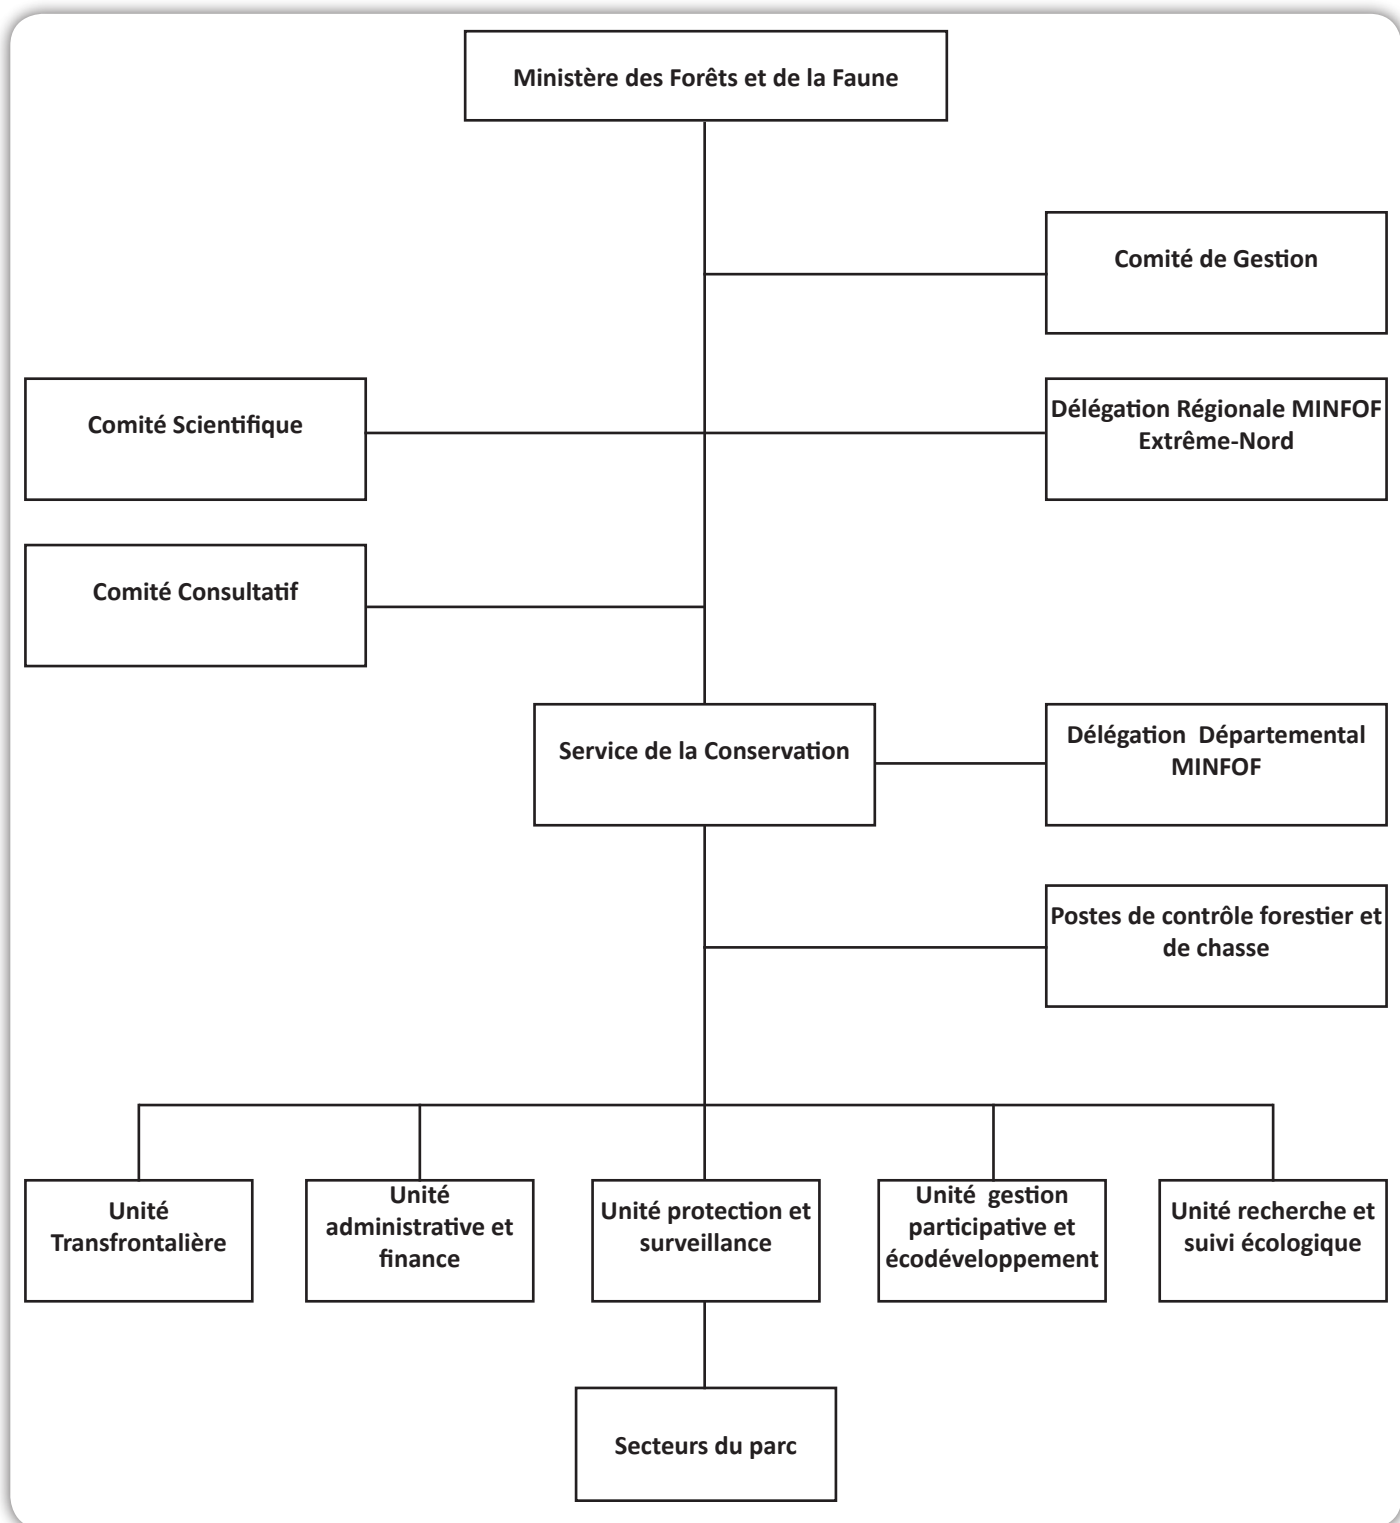 Ministère des Forêts et de la Faune
Comité de Gestion
Comité Scientifique
Délégation Régionale MINFOF
Extrême-Nord
Comité Consultatif
Service de la Conservation
Délégation  Départemental
MINFOF
Postes de contrôle forestier et
de chasse
Unité
Transfrontalière
Unité
administrative et
finance
Unité protection et
surveillance
Unité  gestion
participative et
écodéveloppement
Unité recherche et
suivi écologique
Secteurs du parc